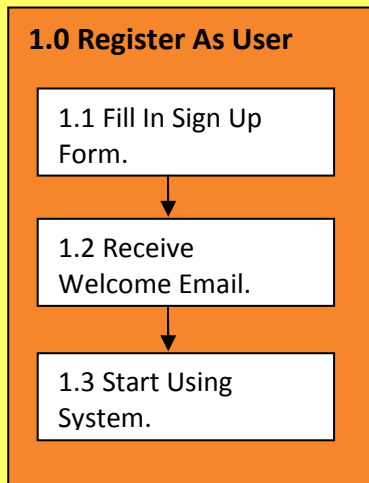 1.0 Register As User
1.1 Fill In Sign Up
Form.
1.2 Receive
Welcome Email.
1.3 Start Using
System.